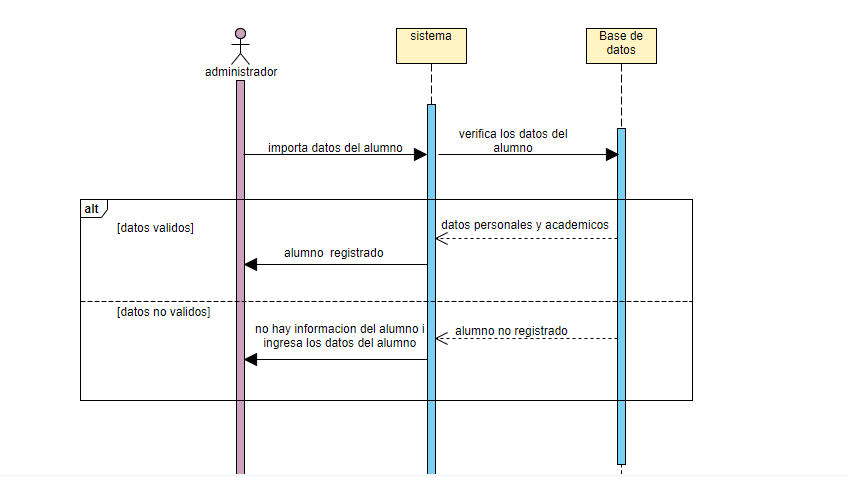 sistema
Base de
datos
administrador
importa datos del alumno
verifica los datos del
alumno
alt
[datos validos]
datos personales y academicos
alumno registrado
[datos no validos]
no hay informacion del alumno i
ingresa los datos del alumno
alumno no registrado